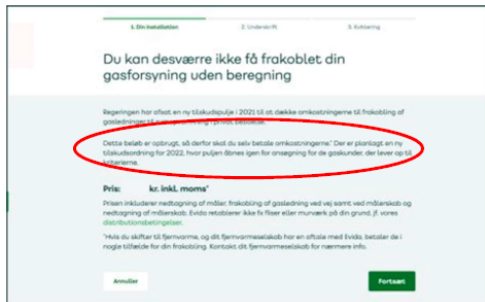 1. Din installation
2. Underskrift
3. Erklæring
Du kan desværre ikke få frakoblet din
gasforsyning uden beregning
Regeringen har afsat en ny tilskudspulje i 2021 til at dække omkostningerne til frakobling af
gasledninger til
Dette beløb er opbrugt, så derfor skal du selv betale omkostningerne.* Der er planlagt en ny
tilskudsordning for 2022, hvor puljen åbnes igen for ansøgning for de gaskunder, der lever op til
kriterierne.
Pris: kr. inkl. moms*
Prisen inkluderer nedtagning af måler, frakobling af gasledning ved vej samt ved målerskab og
nedtagning af målerskab. Evida retablerer ikke fx fliser eller murværk på din grund, jf. vores
distributionsbetingelser.
*Hvis du skifter til fjernvarme, og dit fjernvarmeselskab har en aftale med Evida, betaler de i
nogle tilfælde for din frakobling. Kontakt dit fjernvarmeselskab for nærmere info.
Annuller
Fortsæt